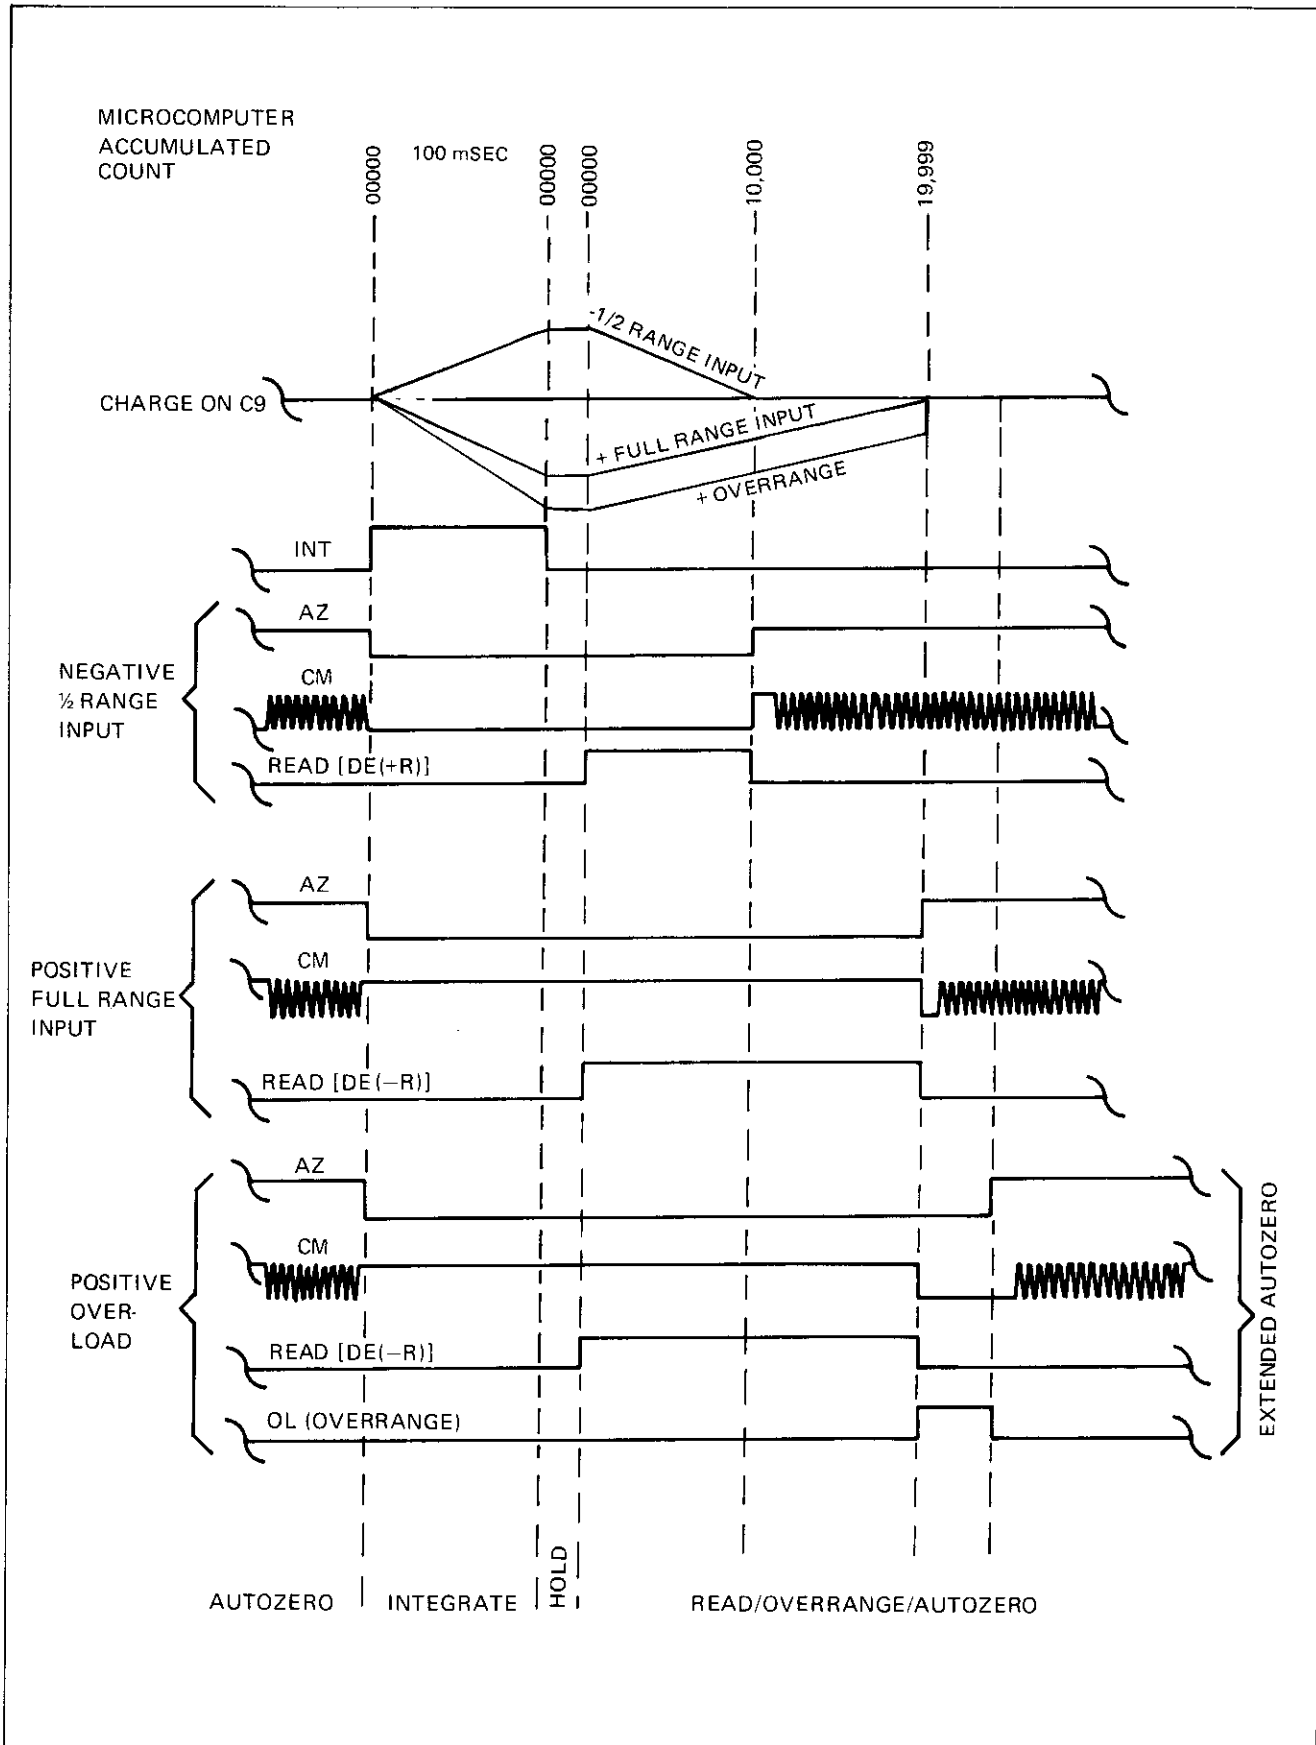 MICROCOMPUTER
ACCUMULATED
COUNT
00000
100 mSEC
00000
00000
10,000
19,999
-1/2 RANGE INPUT
CHARGE ON C9
+ FULL RANGE INPUT
+ OVERRANGE
INT
AZ
NEGATIVE
½ RANGE
INPUT
CM
READ [DE(+R)]
AZ
POSITIVE
FULL RANGE
INPUT
CM
READ [DE(−R)]
AZ
CM
POSITIVE
OVER-
LOAD
READ [DE(−R)]
OL (OVERRANGE)
EXTENDED AUTOZERO
AUTOZERO
INTEGRATE
HOLD
READ/OVERRANGE/AUTOZERO